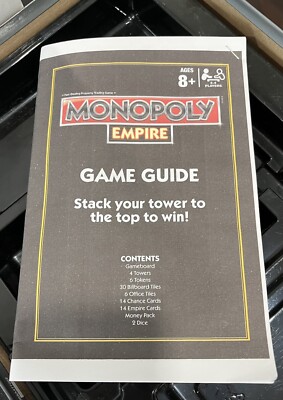 AGES
8+
2-4
PLAYERS
MONOPOLY
EMPIRE
GAME GUIDE
Stack your tower to
the top to win!
CONTENTS
Gameboard
4 Towers
6 Tokens
30 Billboard Tiles
6 Office Tiles
14 Chance Cards
14 Empire Cards
Money Pack
2 Dice